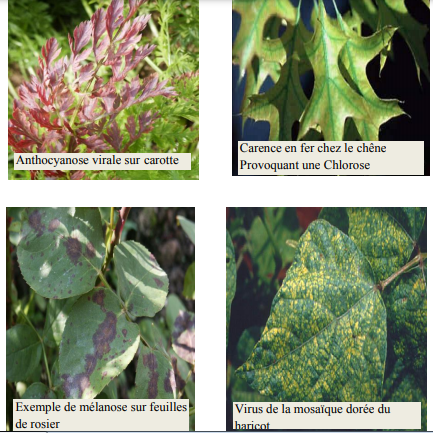 Anthocyanose virale sur carotte
Carence en fer chez le chêne
Provoquant une Chlorose
Exemple de mélanose sur feuilles
de rosier
Virus de la mosaïque dorée du
haricot